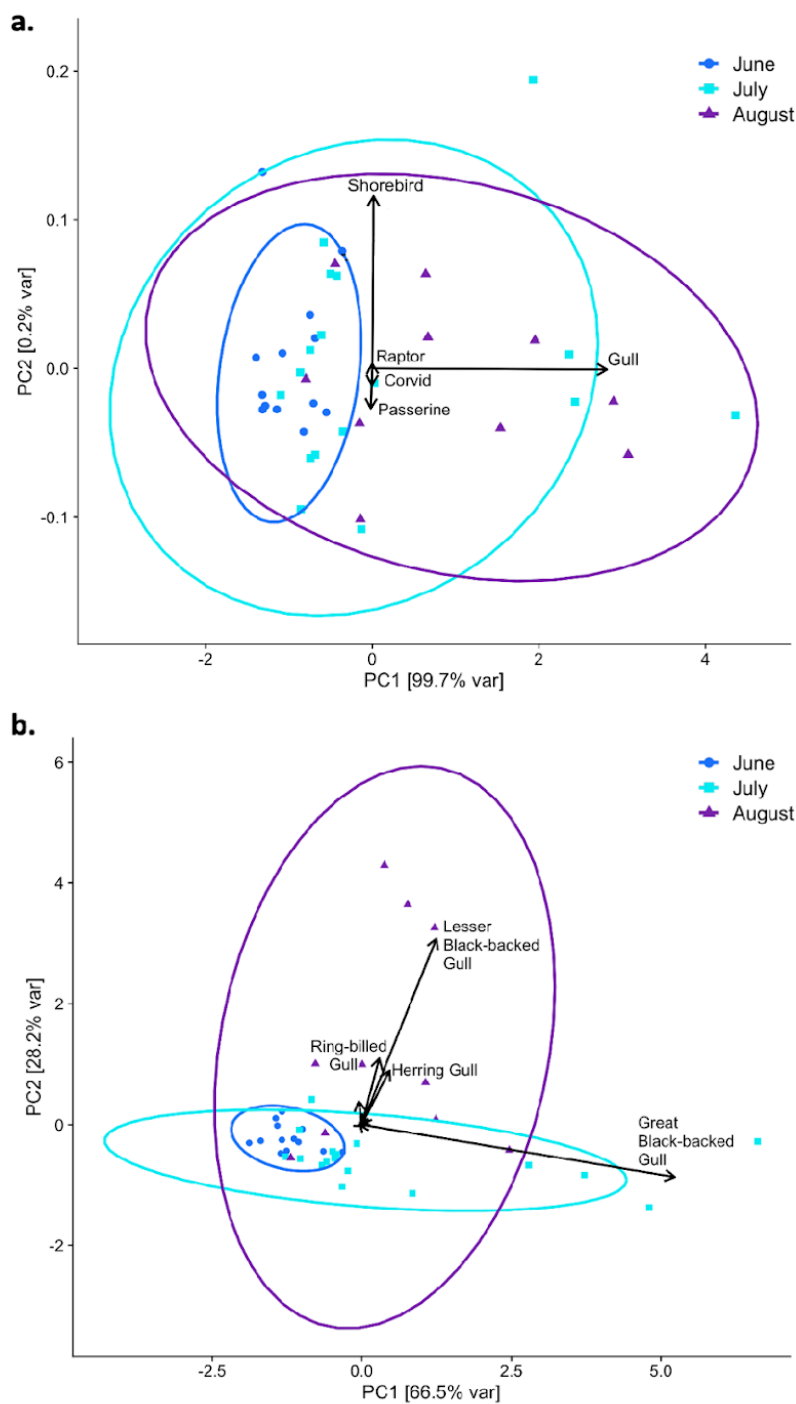 a.
0.2
0.1
0.0
-0.1
PC2 [0.2% var]
June
July
August
Shorebird
Raptor
Gull
Corvid
Passerine
-2
0
2
4
PC1 [99.7% var]
b.
6
4
2
0
-2
PC2 [28.2% var]
June
July
August
Lesser
Black-backed
Gull
Ring-billed
Gull
Herring Gull
Great
Black-backed
Gull
-2.5
0.0
2.5
5.0
PC1 [66.5% var]